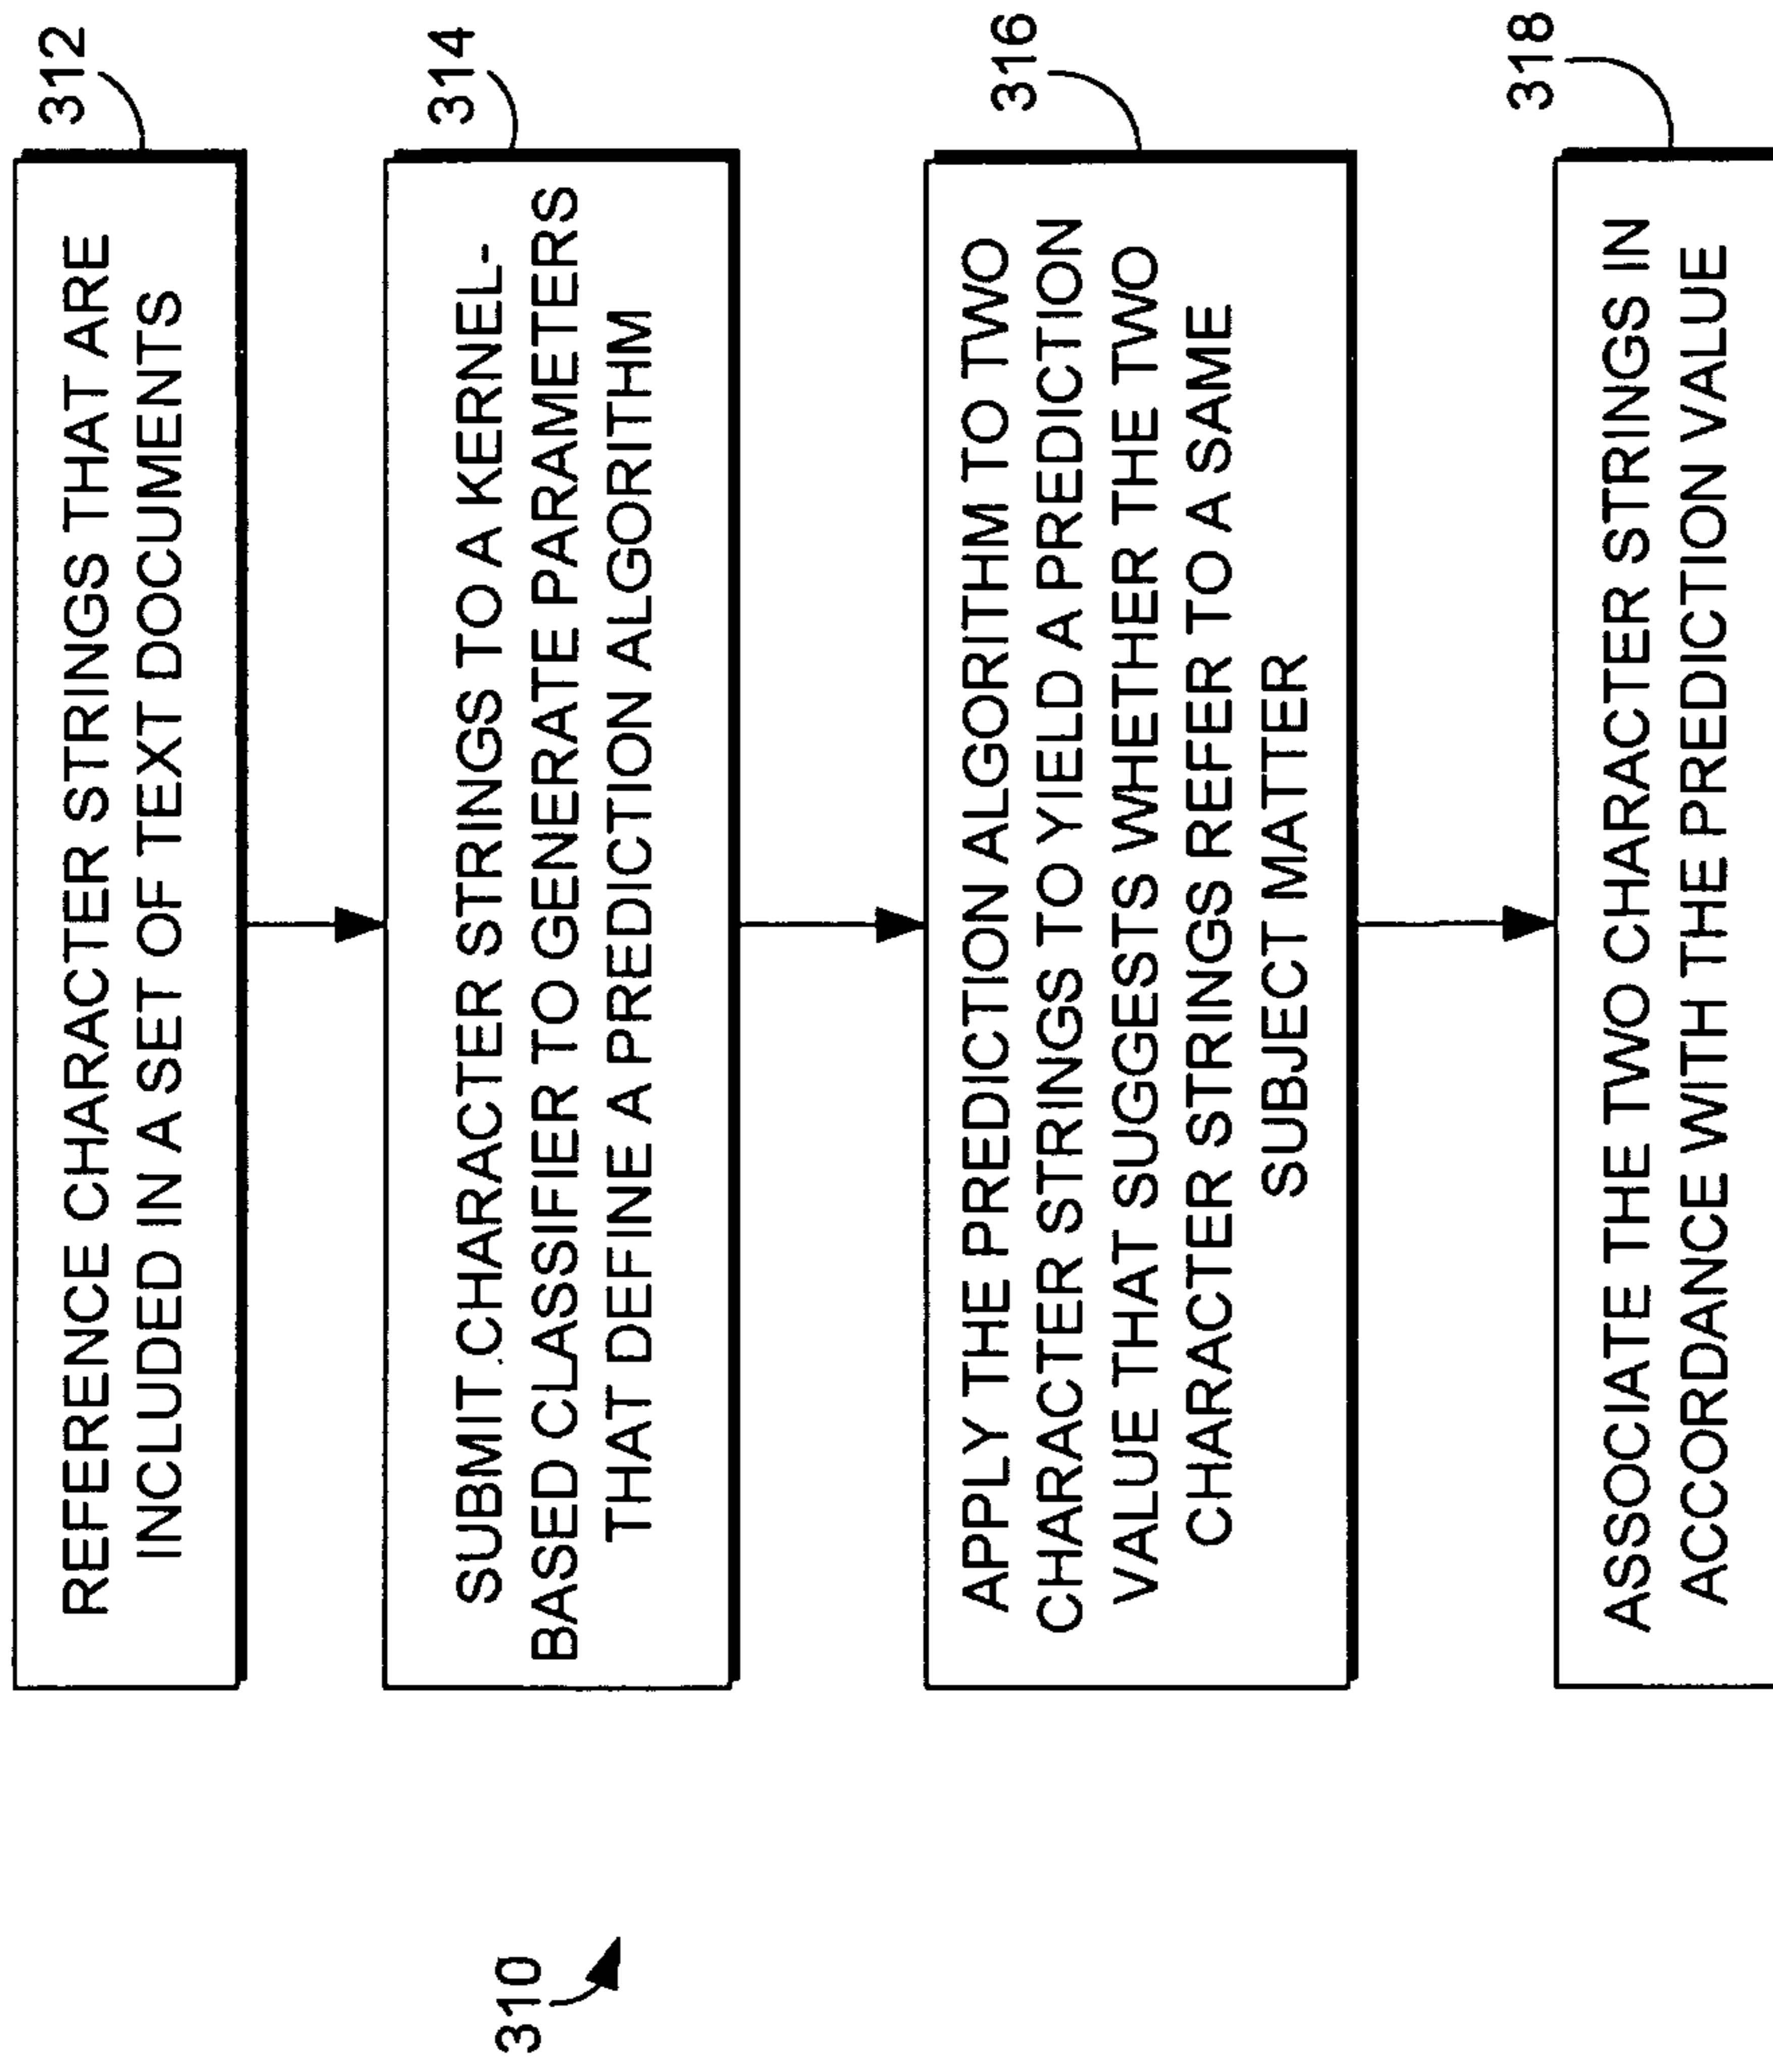 310
312
REFERENCE CHARACTER STRINGS THAT ARE
INCLUDED IN A SET OF TEXT DOCUMENTS
314
SUBMIT CHARACTER STRINGS TO A KERNEL-
BASED CLASSIFIER TO GENERATE PARAMETERS
THAT DEFINE A PREDICTION ALGORITHM
316
APPLY THE PREDICTION ALGORITHM TO TWO
CHARACTER STRINGS TO YIELD A PREDICTION
VALUE THAT SUGGESTS WHETHER THE TWO
CHARACTER STRINGS REFER TO A SAME
SUBJECT MATTER
318
ASSOCIATE THE TWO CHARACTER STRINGS IN
ACCORDANCE WITH THE PREDICTION VALUE